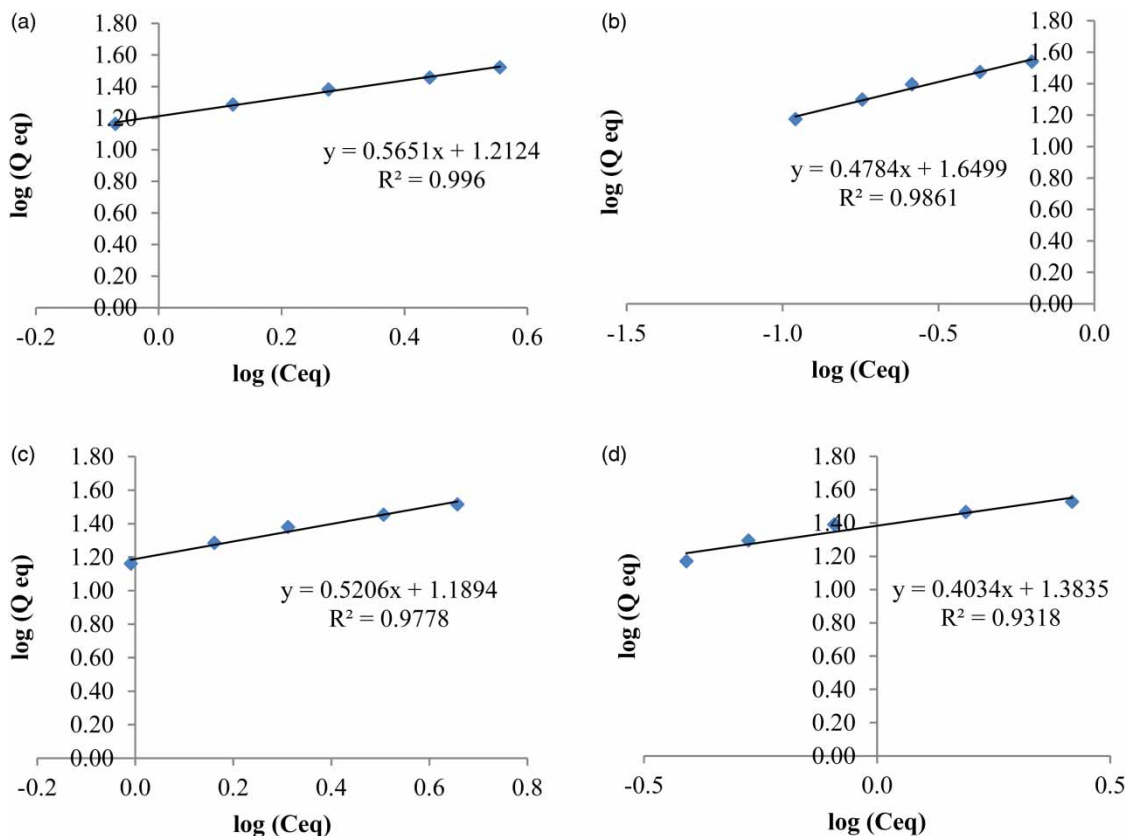 (a)
1.80
1.60
1.40
1.20
1.00
0.80
0.60
0.40
0.20
0.00
log (Q eq)
y = 0.5651x + 1.2124
R² = 0.996
-0.2 0.0 0.2 0.4 0.6
log (Ceq)
(b)
1.80
1.60
1.40
1.20
1.00
0.80
0.60
0.40
0.20
0.00
log (Q eq)
y = 0.4784x + 1.6499
R² = 0.9861
-1.5 -1.0 -0.5 0.0
log (Ceq)
(c)
1.80
1.60
1.40
1.20
1.00
0.80
0.60
0.40
0.20
0.00
log (Q eq)
y = 0.5206x + 1.1894
R² = 0.9778
-0.2 0.0 0.2 0.4 0.6 0.8
log (Ceq)
(d)
1.80
1.60
1.40
1.20
1.00
0.80
0.60
0.40
0.20
0.00
log (Q eq)
y = 0.4034x + 1.3835
R² = 0.9318
-0.5 0.0 0.5
log (Ceq)